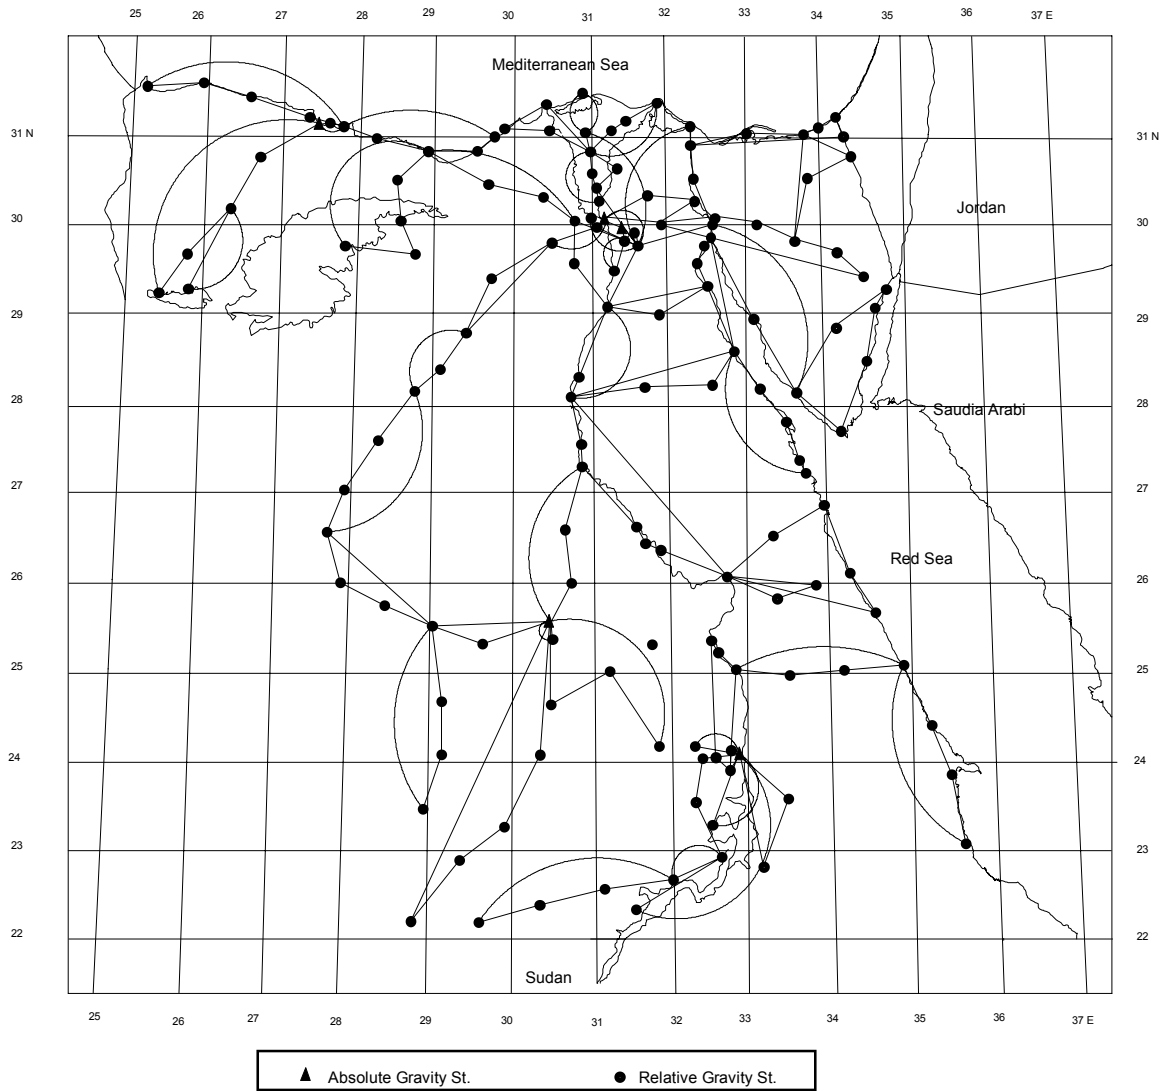 25 26 27 28 29 30 31 32 33 34 35 36 37 E
Mediterranean Sea
31 N 31 N
Jordan
30 30
29 29
28 28
Saudia Arabi
27 27
Red Sea
26 26
25 25
24 24
23 23
22 22
Sudan
25 26 27 28 29 30 31 32 33 34 35 36 37 E
Absolute Gravity St. Relative Gravity St.